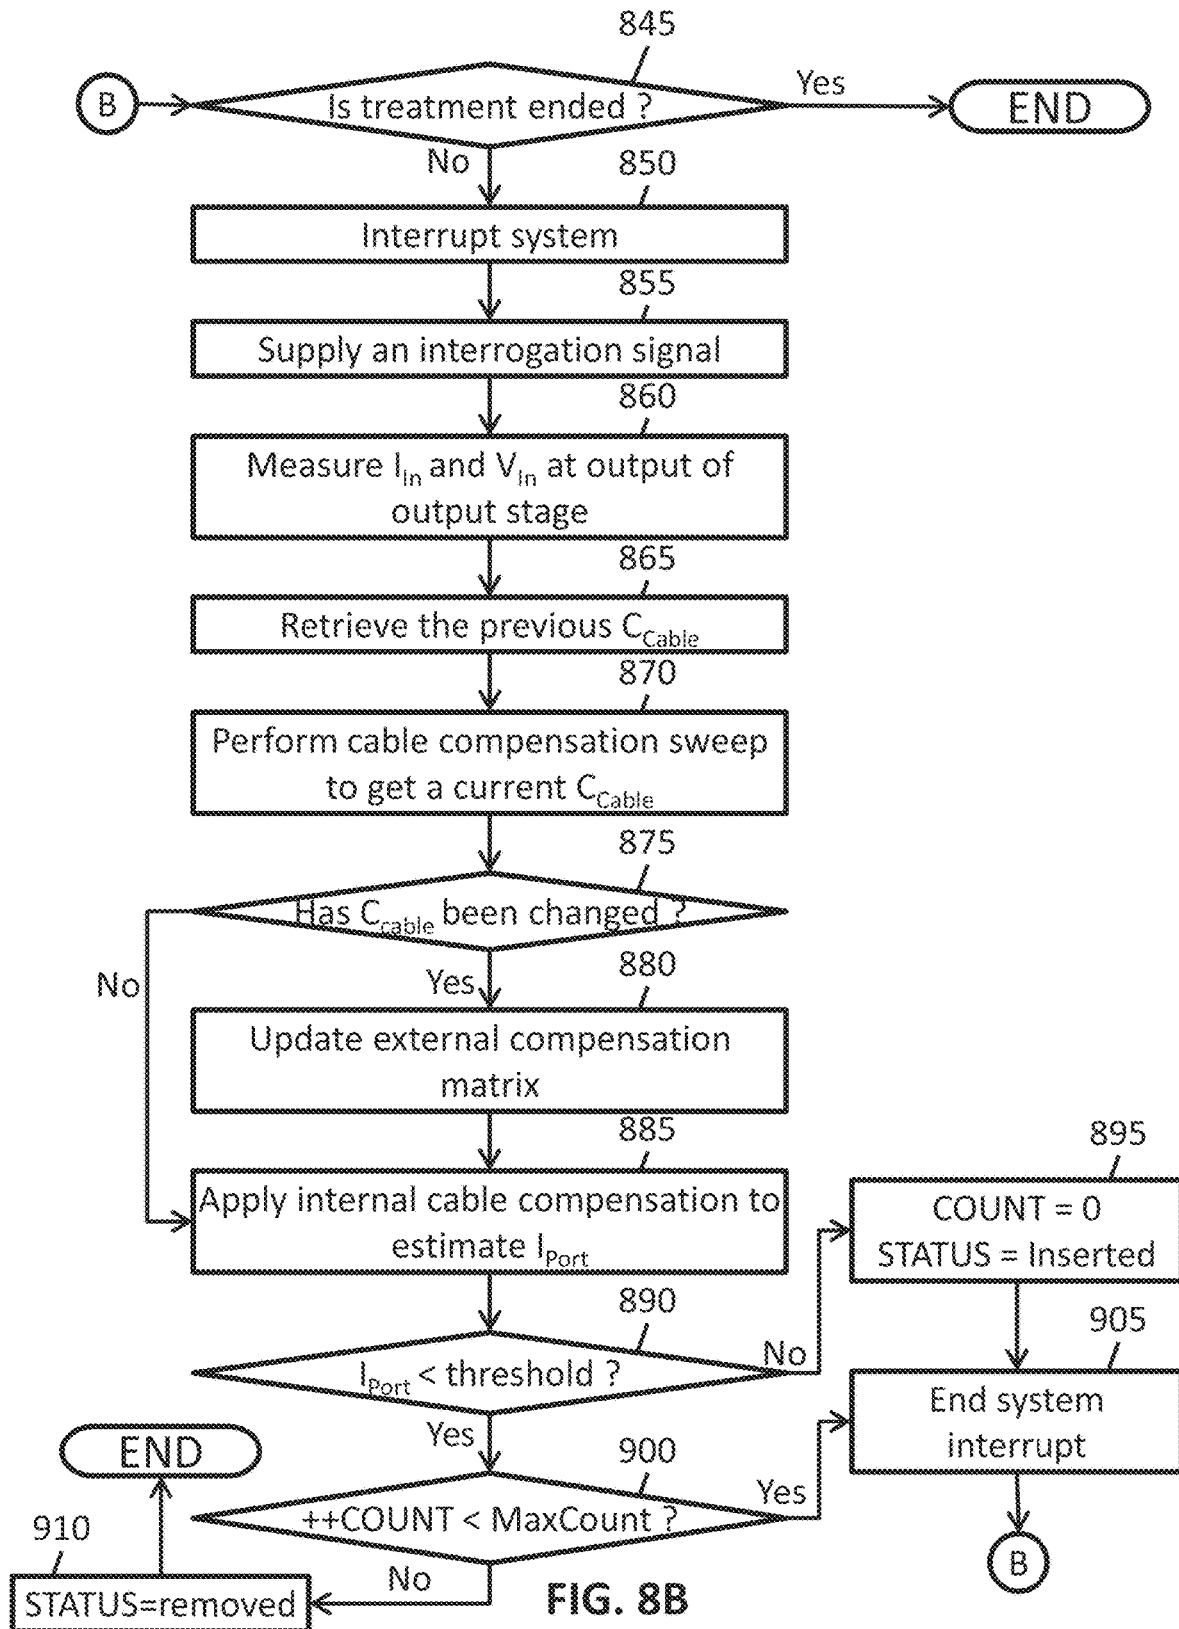 845
B
Is treatment ended ?
Yes
END
No
850
Interrupt system
855
Supply an interrogation signal
860
Measure I_In and V_In at output of
output stage
865
Retrieve the previous C_Cable
870
Perform cable compensation sweep
to get a current C_Cable
875
Has C_cable been changed ?
No
Yes
880
Update external compensation
matrix
885
Apply internal cable compensation to
estimate I_Port
895
COUNT = 0
STATUS = Inserted
890
I_Port < threshold ?
No
905
End system
interrupt
Yes
END
900
++COUNT < MaxCount ?
Yes
B
910
No
STATUS=removed
FIG. 8B